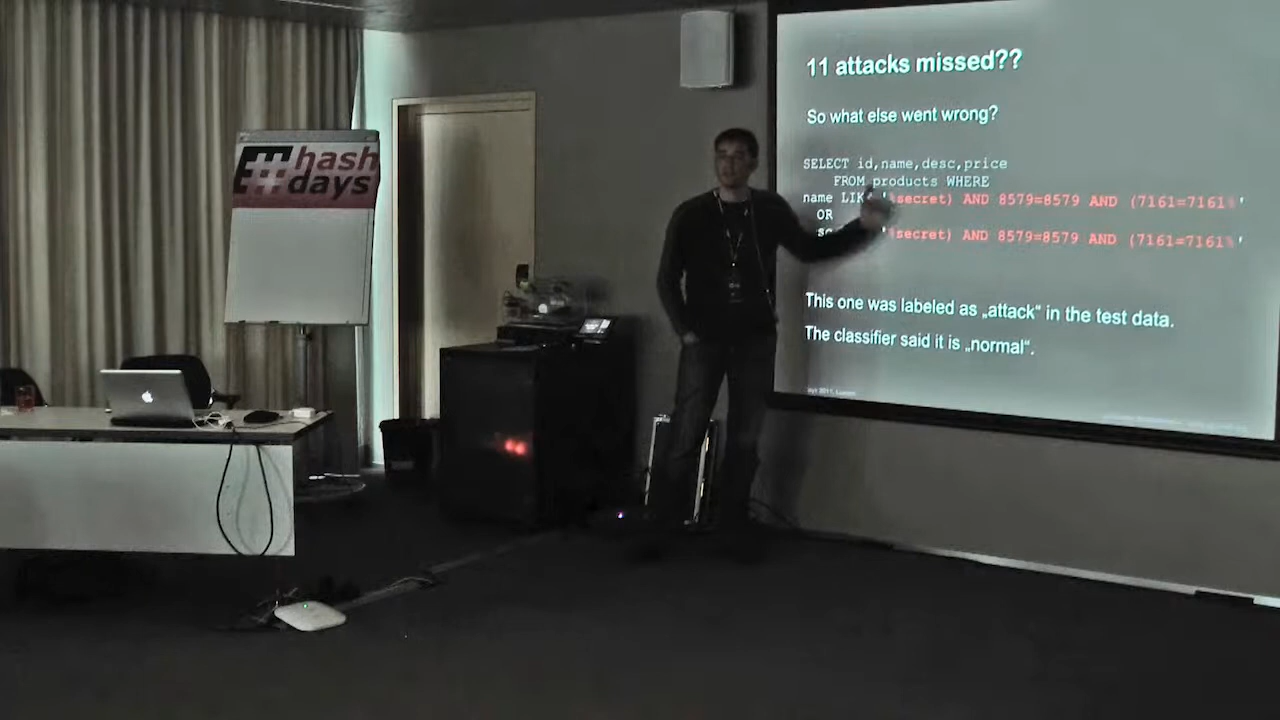 hash
days
11 attacks missed??
So what else went wrong?
SELECT id,name,desc,price
FROM products WHERE
name LIK '%secret) AND 8579=8579 AND (7161=7161%'
OR
'%secret) AND 8579=8579 AND (7161=7161%'
This one was labeled as „attack“ in the test data.
The classifier said it is „normal“.